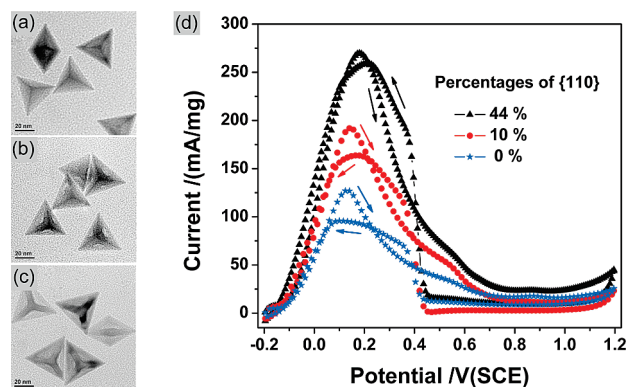 (a)
20 nm
(b)
20 nm
(c)
20 nm
(d)
300
250
200
150
100
50
0
Current /(mA/mg)
Percentages of {110}
44 %
10 %
0 %
-0.2 0.0 0.2 0.4 0.6 0.8 1.0 1.2
Potential /V(SCE)